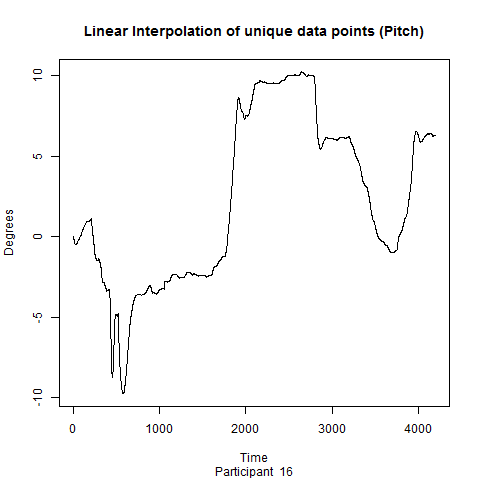 Linear Interpolation of unique data points (Pitch)
Degrees
10
5
0
-5
-10
0 1000 2000 3000 4000
Time
Participant 16